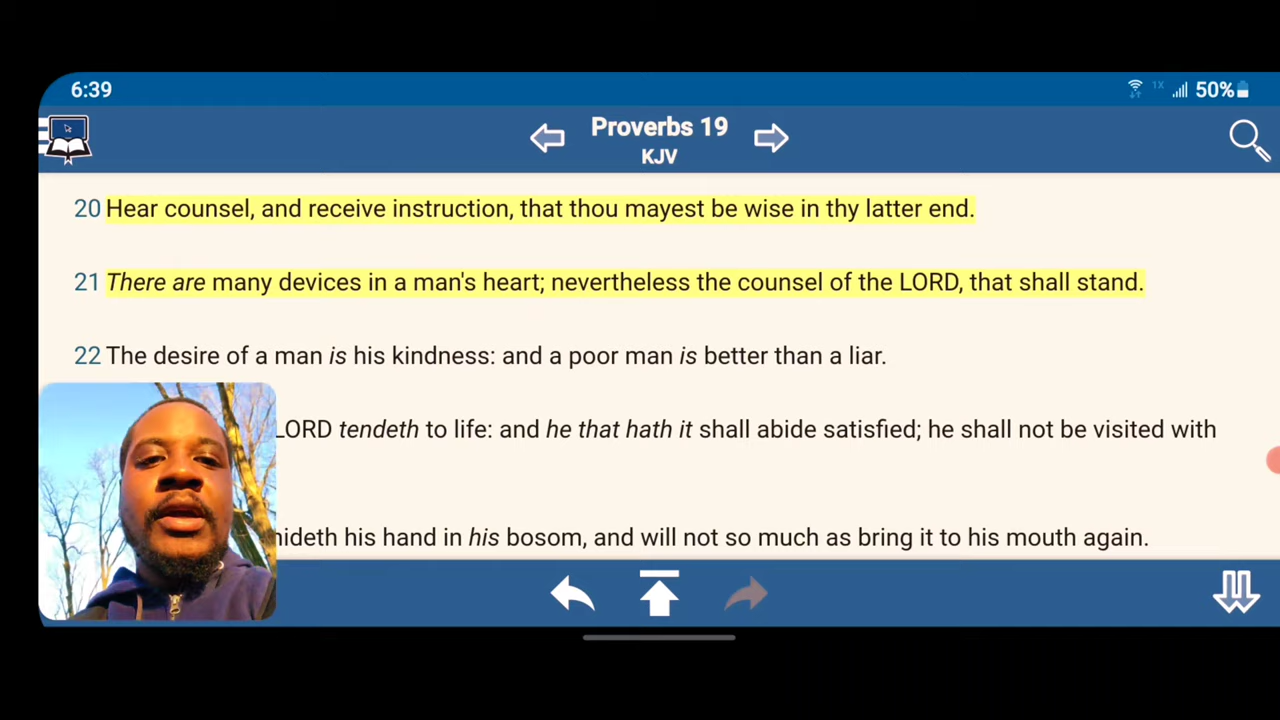 6:39
1X
50%
Proverbs 19
KJV
20 Hear counsel, and receive instruction, that thou mayest be wise in thy latter end.
21 There are many devices in a man's heart; nevertheless the counsel of the LORD, that shall stand.
22 The desire of a man is his kindness: and a poor man is better than a liar.
LORD tendeth to life: and he that hath it shall abide satisfied; he shall not be visited with
hideth his hand in his bosom, and will not so much as bring it to his mouth again.